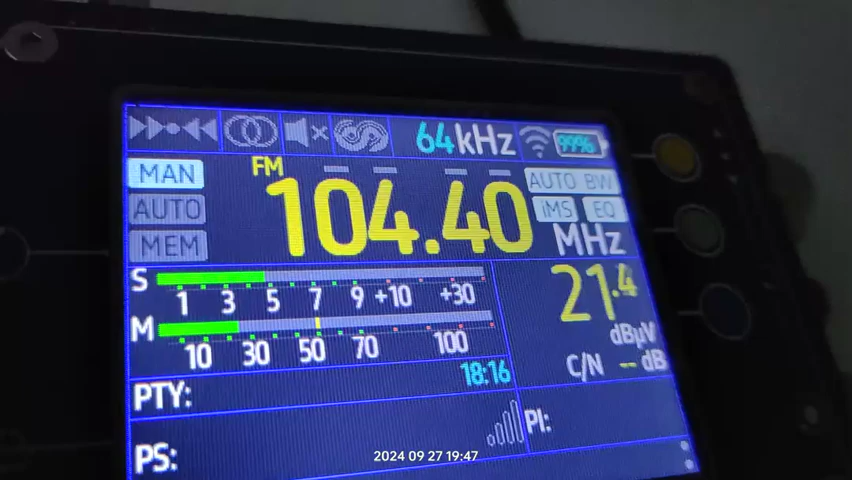 64kHz 99%
MAN
AUTO
MEM
FM
104.40
AUTO BW
iMS EQ
MHz
S
1 3 5 7 9 +10 +30
M
10 30 50 70 100
21.4
dBμV
C/N -- dB
18:16
PTY:
PS:
PI:
2024 09 27 19:47